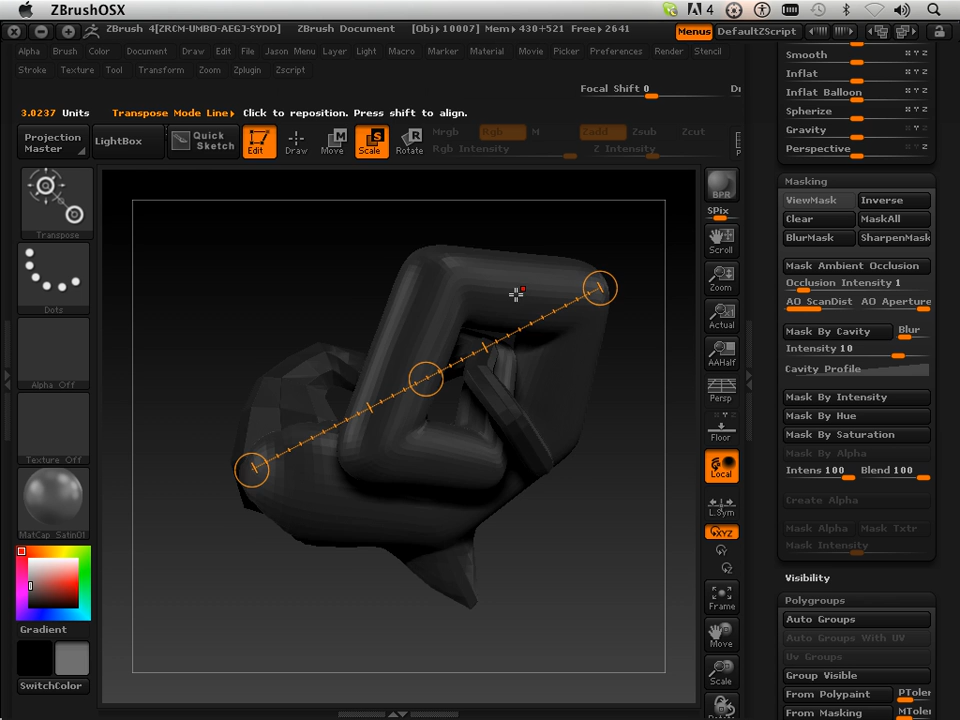 ZBrushOSX
4
ZBrush 4[ZRCM-UMBO-AEGJ-SYDD] ZBrush Document [Obj>10007] Mem>430+521 Free>2641 Menus DefaultZScript
Alpha Brush Color Document Draw Edit File Jason Menu Layer Light Macro Marker Material Movie Picker Preferences Render Stencil
Stroke Texture Tool Transform Zoom Zplugin Zscript
Focal Shift 0
3.0237 Units Transpose Mode Line> Click to reposition. Press shift to align.
Projection
Master
LightBox
Quick
Sketch
Edit
Draw
Move
Scale
Rotate
Mrgb Rgb M
Rgb Intensity
Zadd Zsub Zcut
Z Intensity
Transpose
Dots
Alpha Off
Texture Off
MatCap Satin01
Gradient
SwitchColor
BPR
SPix
Scroll
Zoom
Actual
AAHalf
Persp
Floor
Local
L.Sym
XYZ
Y
Z
Frame
Move
Scale
Smooth X Y Z
Inflat X Y Z
Inflat Balloon X Y Z
Spherize X Y Z
Gravity X Y Z
Perspective X Y Z
Masking
ViewMask Inverse
Clear MaskAll
BlurMask SharpenMask
Mask Ambient Occlusion
Occlusion Intensity 1
AO ScanDist AO Aperture
Mask By Cavity Blur
Intensity 10
Cavity Profile
Mask By Intensity
Mask By Hue
Mask By Saturation
Mask By Alpha
Intens 100 Blend 100
Create Alpha
Mask Alpha Mask Txtr
Mask Intensity
Visibility
Polygroups
Auto Groups
Auto Groups With UV
Uv Groups
Group Visible
From Polypaint PToler
From Masking MToler